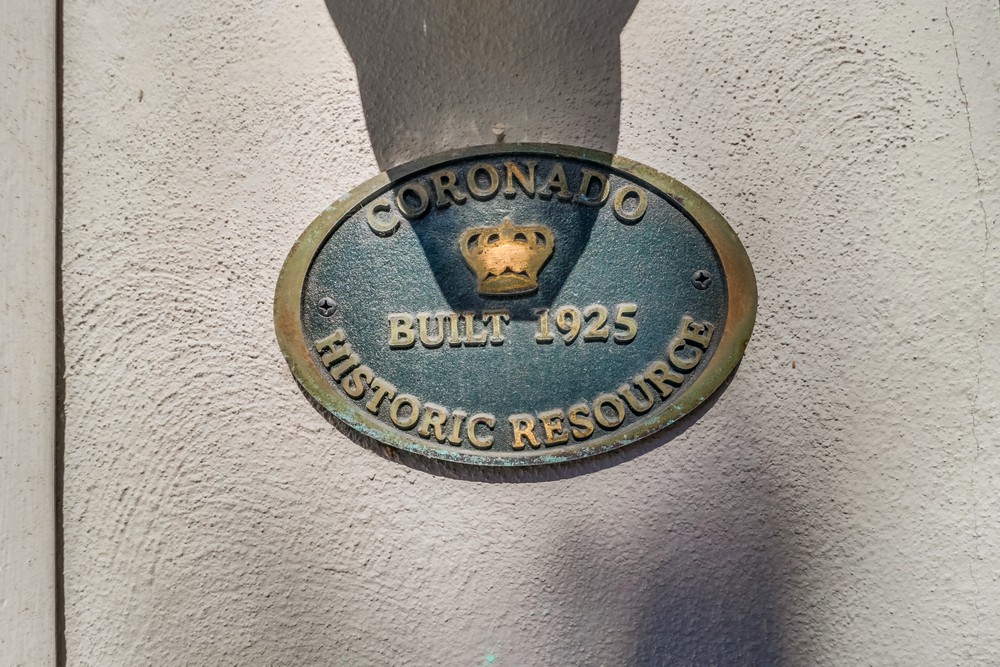 CORONADO
BUILT 1925
HISTORIC RESOURCE